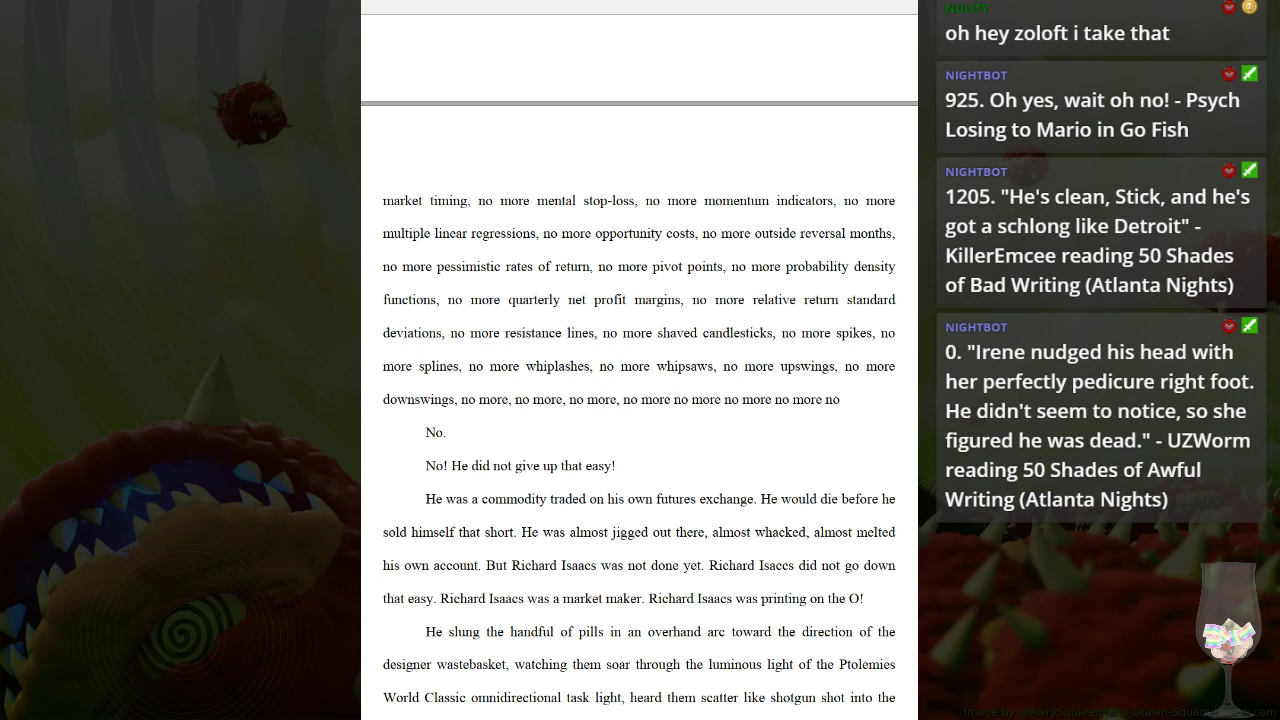 market timing, no more mental stop-loss, no more momentum indicators, no more
multiple linear regressions, no more opportunity costs, no more outside reversal months,
no more pessimistic rates of return, no more pivot points, no more probability density
functions, no more quarterly net profit margins, no more relative return standard
deviations, no more resistance lines, no more shaved candlesticks, no more spikes, no
more splines, no more whiplashes, no more whipsaws, no more upswings, no more
downswings, no more, no more, no more, no more no more no more no more no
No.
No! He did not give up that easy!
He was a commodity traded on his own futures exchange. He would die before he
sold himself that short. He was almost jigged out there, almost whacked, almost melted
his own account. But Richard Isaacs was not done yet. Richard Isaccs did not go down
that easy. Richard Isaacs was a market maker. Richard Isaacs was printing on the O!
He slung the handful of pills in an overhand arc toward the direction of the
designer wastebasket, watching them soar through the luminous light of the Ptolemies
World Classic omnidirectional task light, heard them scatter like shotgun shot into the
NULITY
oh hey zoloft i take that
NIGHTBOT
925. Oh yes, wait oh no! - Psych
Losing to Mario in Go Fish
NIGHTBOT
1205. "He's clean, Stick, and he's
got a schlong like Detroit" -
KillerEmcee reading 50 Shades
of Bad Writing (Atlanta Nights)
NIGHTBOT
0. "Irene nudged his head with
her perfectly pedicure right foot.
He didn't seem to notice, so she
figured he was dead." - UZWorm
reading 50 Shades of Awful
Writing (Atlanta Nights)